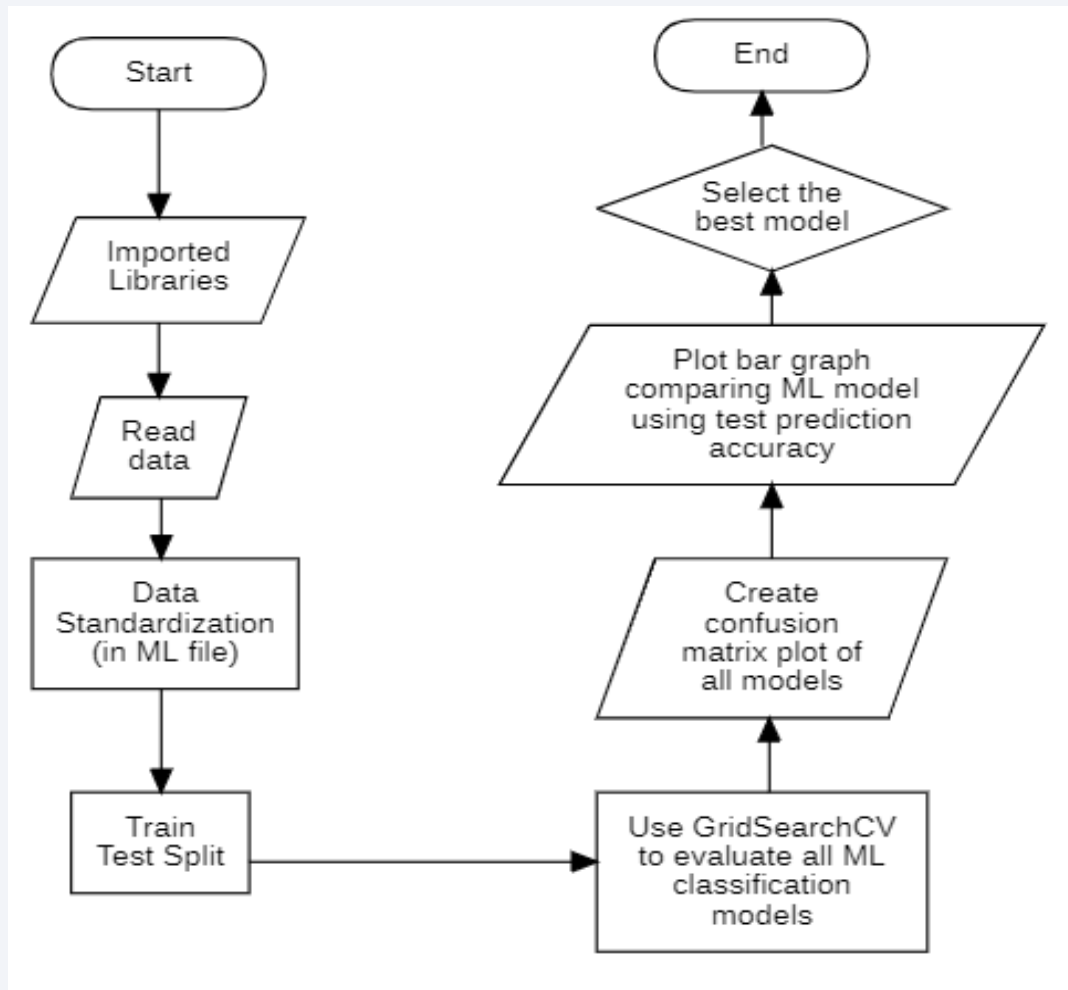 Start
Imported
Libraries
Read
data
Data
Standardization
(in ML file)
Train
Test Split
Use GridSearchCV
to evaluate all ML
classification
models
Create
confusion
matrix plot of
all models
Plot bar graph
comparing ML model
using test prediction
accuracy
Select the
best model
End